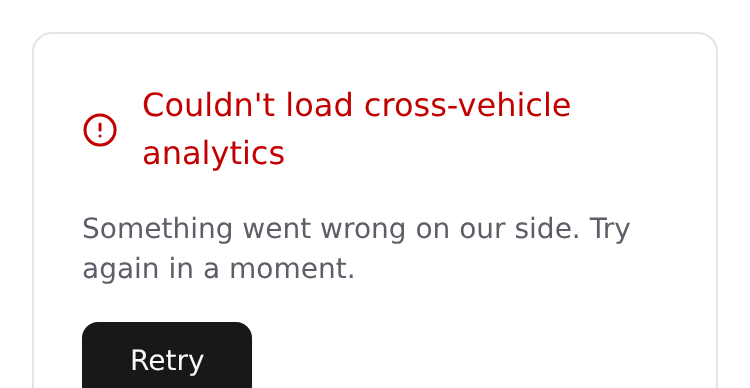 Couldn't load cross-vehicle
analytics
Something went wrong on our side. Try
again in a moment.
Retry